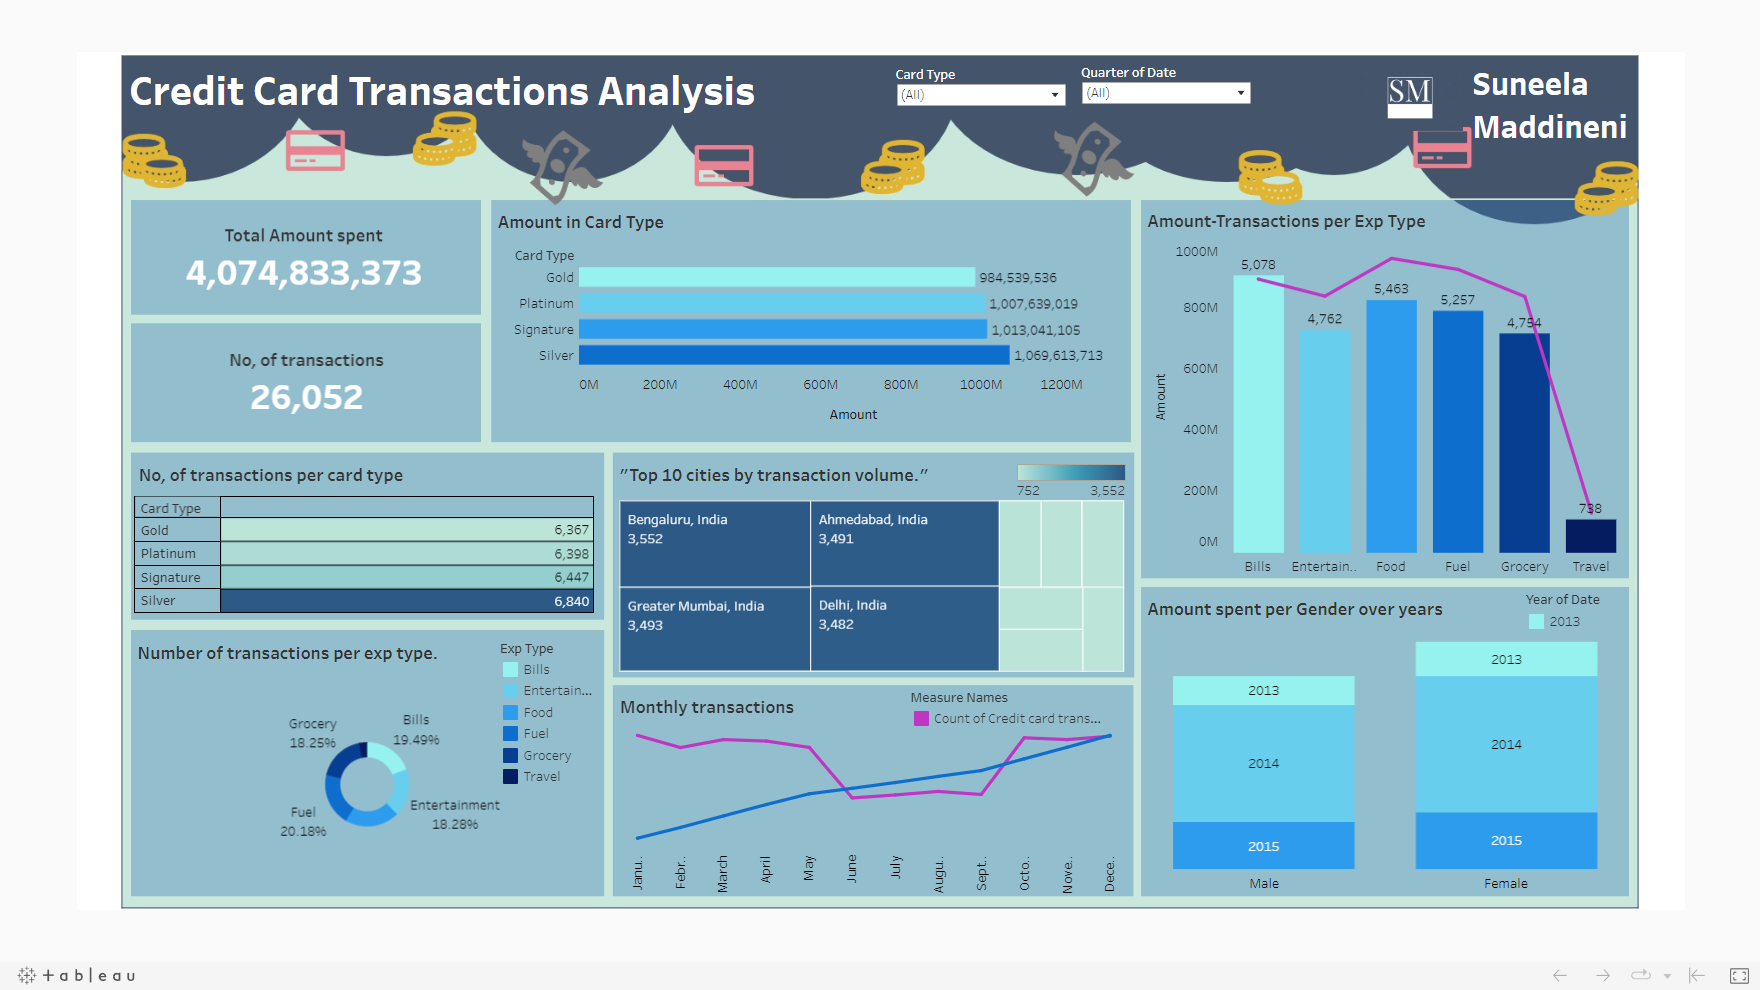 Credit Card Transactions Analysis
Card Type
(All)
Quarter of Date
(All)
SM
Suneela
Maddineni
Total Amount spent
4,074,833,373
No, of transactions
26,052
Amount in Card Type
Card Type
Gold 984,539,536
Platinum 1,007,639,019
Signature 1,013,041,105
Silver 1,069,613,713
0M 200M 400M 600M 800M 1000M 1200M
Amount
Amount-Transactions per Exp Type
1000M
800M
600M
400M
200M
0M
Amount
5,078
4,762
5,463
5,257
4,754
738
Bills Entertain.. Food Fuel Grocery Travel
No, of transactions per card type
Card Type
Gold 6,367
Platinum 6,398
Signature 6,447
Silver 6,840
"Top 10 cities by transaction volume."
752 3,552
Bengaluru, India
3,552
Ahmedabad, India
3,491
Greater Mumbai, India
3,493
Delhi, India
3,482
Number of transactions per exp type.
Exp Type
Bills
Entertain...
Food
Fuel
Grocery
Travel
Grocery
18.25%
Bills
19.49%
Entertainment
18.28%
Fuel
20.18%
Monthly transactions
Measure Names
Count of Credit card trans...
Janu..
Febr..
March
April
May
June
July
Augu..
Sept..
Octo..
Nove..
Dece..
Amount spent per Gender over years
Year of Date
2013
2013
2014
2015
2013
2014
2015
Male Female
+ a b l e a u